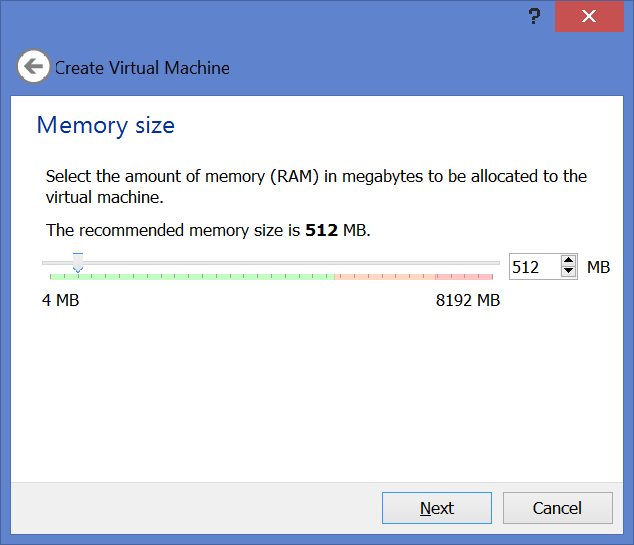 ?
Create Virtual Machine
Memory size
Select the amount of memory (RAM) in megabytes to be allocated to the
virtual machine.
The recommended memory size is 512 MB.
512 MB
4 MB 8192 MB
Next Cancel